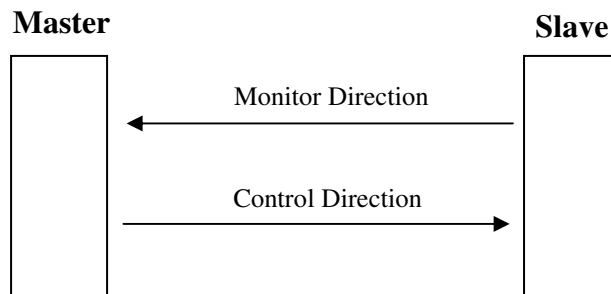 Master
Slave
Monitor Direction
Control Direction